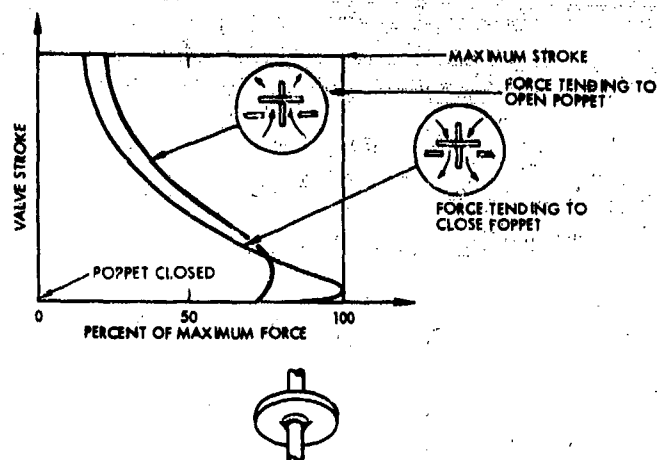 MAXIMUM STROKE
FORCE TENDING TO
OPEN POPPET
FORCE TENDING TO
CLOSE FOPPET
VALVE STROKE
POPPET CLOSED
0
50
100
PERCENT OF MAXIMUM FORCE